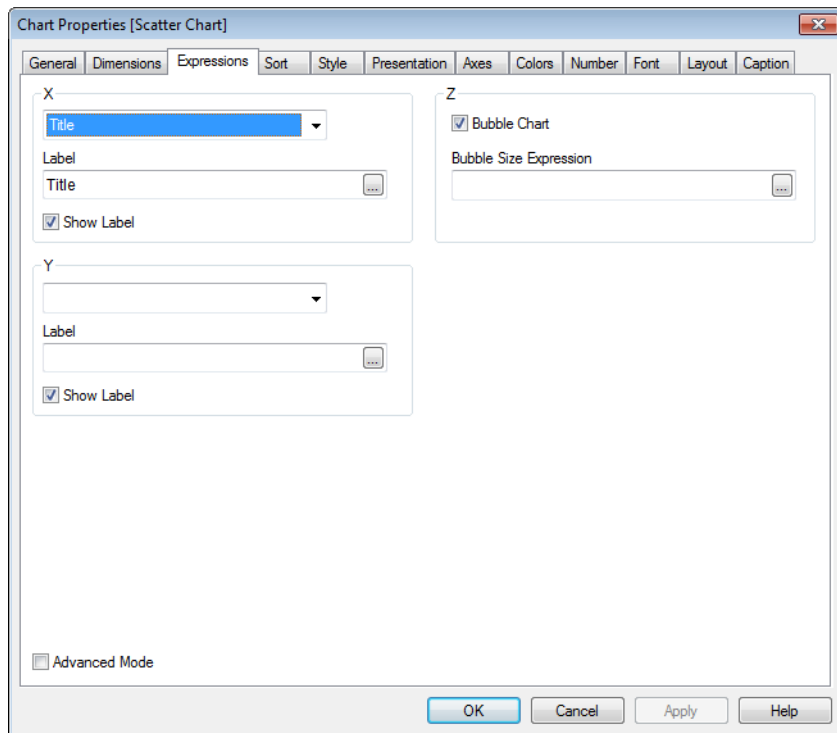 Chart Properties [Scatter Chart]
General Dimensions Expressions Sort Style Presentation Axes Colors Number Font Layout Caption
X
Title
Label
Title
...
Show Label
Z
Bubble Chart
Bubble Size Expression
...
Y
Label
...
Show Label
Advanced Mode
OK Cancel Apply Help